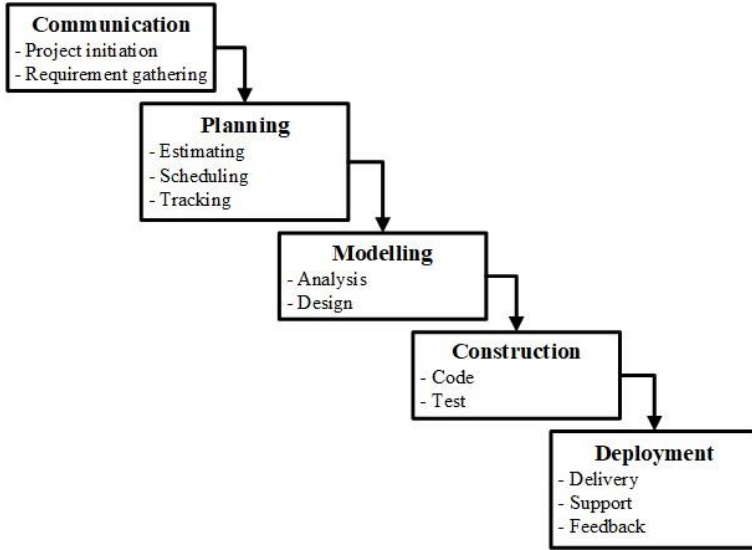 Communication
- Project initiation
- Requirement gathering
Planning
- Estimating
- Scheduling
- Tracking
Modelling
- Analysis
- Design
Construction
- Code
- Test
Deployment
- Delivery
- Support
- Feedback